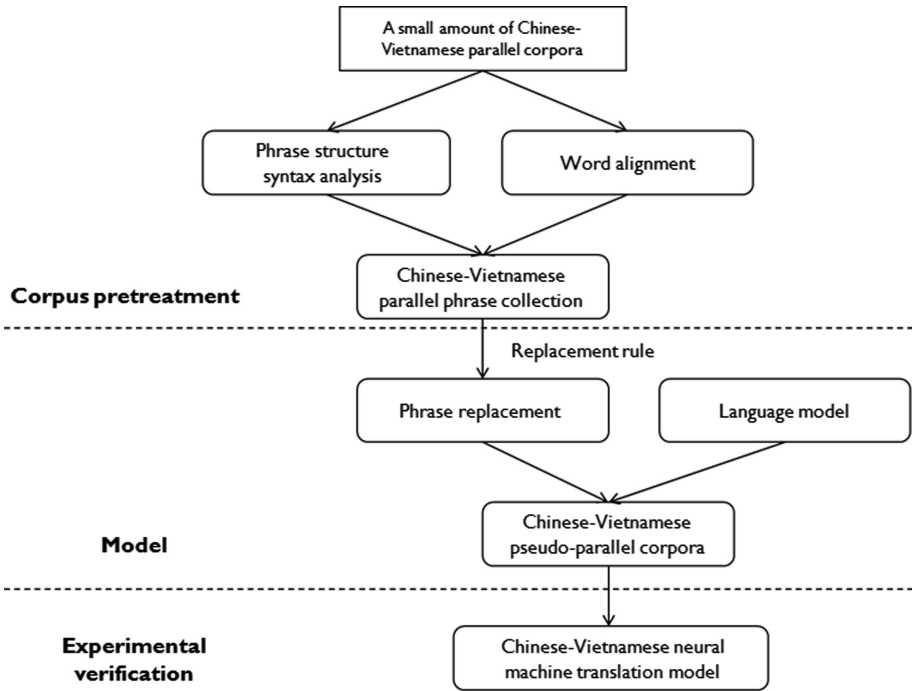 A small amount of Chinese-
Vietnamese parallel corpora
Phrase structure
syntax analysis
Word alignment
Chinese-Vietnamese
parallel phrase collection
Corpus pretreatment
Replacement rule
Phrase replacement
Language model
Chinese-Vietnamese
pseudo-parallel corpora
Model
Experimental
verification
Chinese-Vietnamese neural
machine translation model